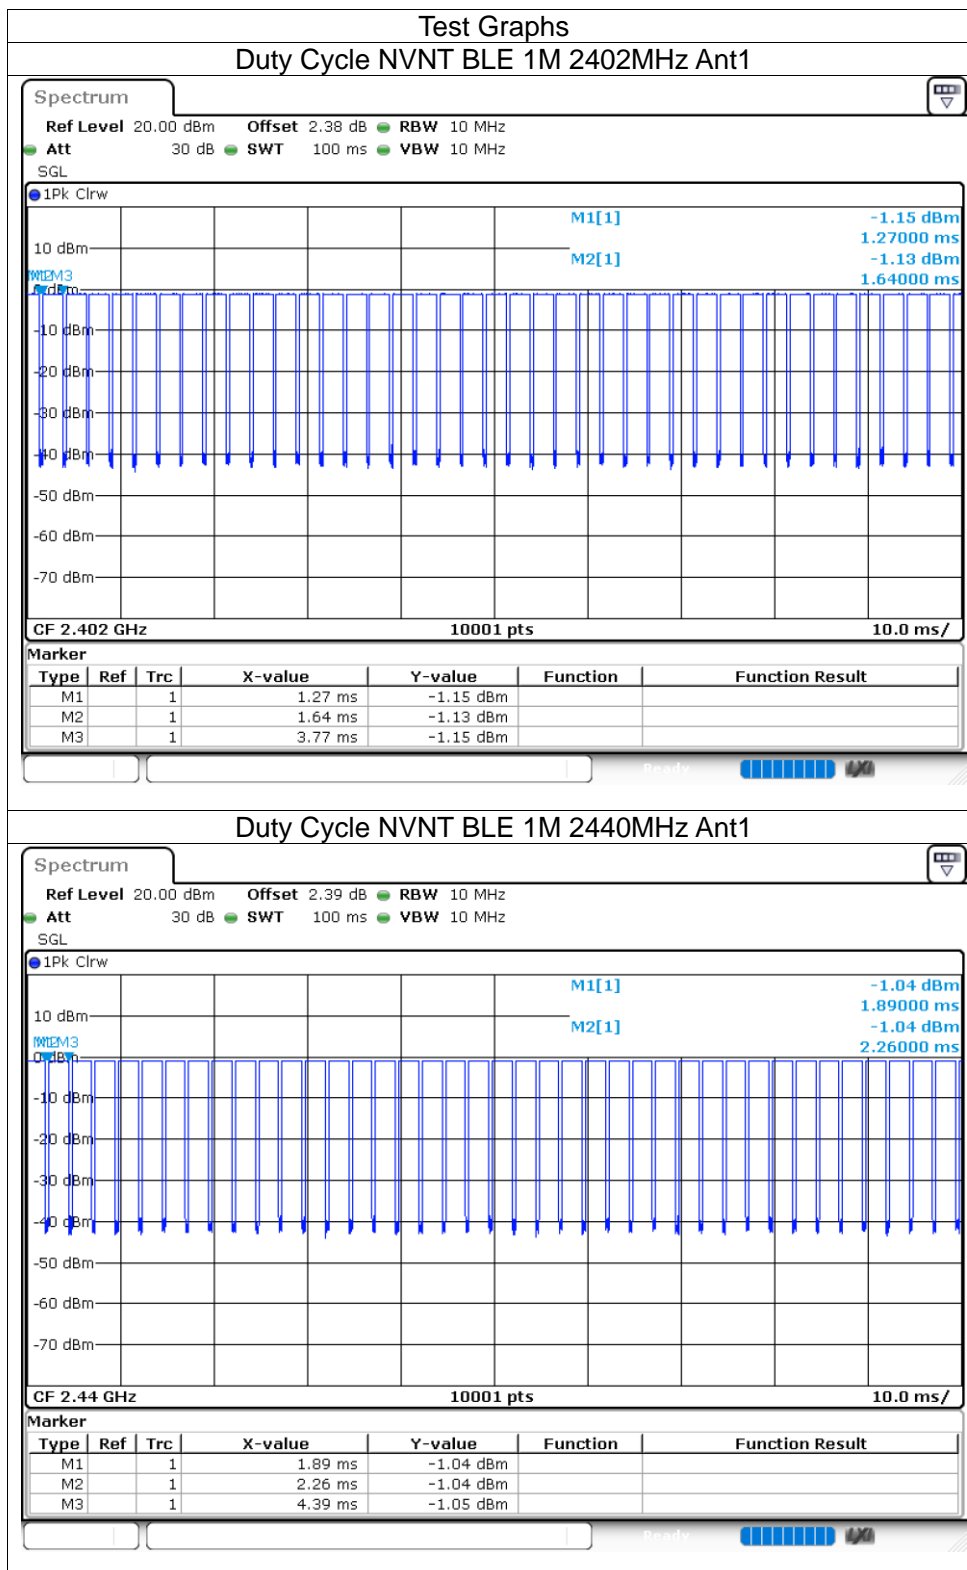 Test Graphs
Duty Cycle NVNT BLE 1M 2402MHz Ant1
Spectrum
Ref Level 20.00 dBm Offset 2.38 dB RBW 10 MHz
Att 30 dB SWT 100 ms VBW 10 MHz
SGL
1Pk Clrw
M1[1] -1.15 dBm
1.27000 ms
10 dBm
M2[1] -1.13 dBm
1.64000 ms
M3
-10 dBm
-20 dBm
-30 dBm
-40 dBm
-50 dBm
-60 dBm
-70 dBm
CF 2.402 GHz 10001 pts 10.0 ms/
Marker
Type Ref Trc X-value Y-value Function Function Result
M1 1 1.27 ms -1.15 dBm
M2 1 1.64 ms -1.13 dBm
M3 1 3.77 ms -1.15 dBm
Ready
Duty Cycle NVNT BLE 1M 2440MHz Ant1
Spectrum
Ref Level 20.00 dBm Offset 2.39 dB RBW 10 MHz
Att 30 dB SWT 100 ms VBW 10 MHz
SGL
1Pk Clrw
M1[1] -1.04 dBm
1.89000 ms
10 dBm
M2[1] -1.04 dBm
2.26000 ms
M3
0 dBm
-10 dBm
-20 dBm
-30 dBm
-40 dBm
-50 dBm
-60 dBm
-70 dBm
CF 2.44 GHz 10001 pts 10.0 ms/
Marker
Type Ref Trc X-value Y-value Function Function Result
M1 1 1.89 ms -1.04 dBm
M2 1 2.26 ms -1.04 dBm
M3 1 4.39 ms -1.05 dBm
Ready